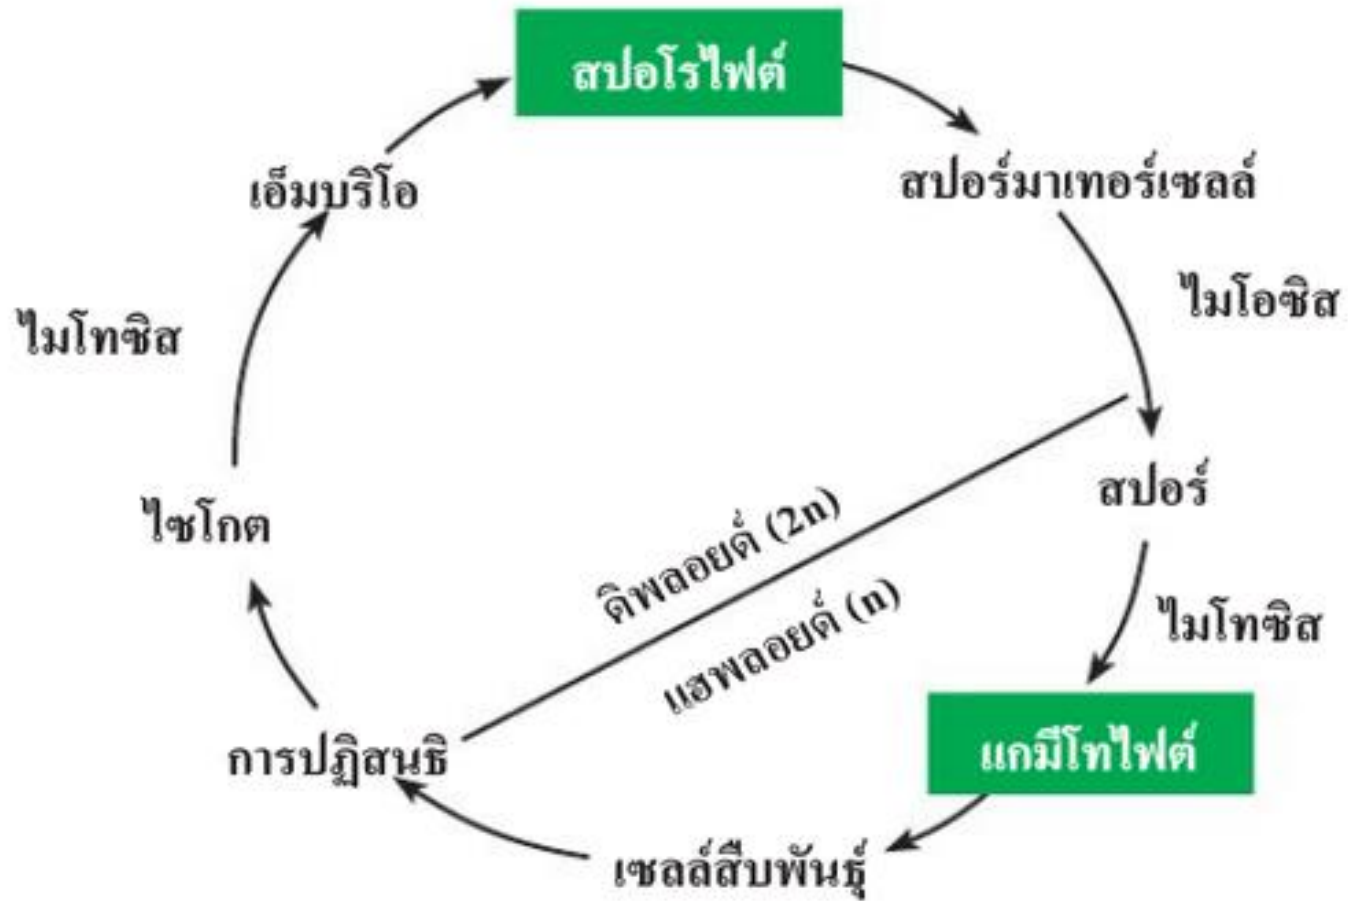 สปอโรไฟต์
สปอร์มาเทอร์เซลล์
ไมโอซิส
สปอร์
ไมโทซิส
แกมีโทไฟต์
เซลล์สืบพันธุ์
การปฏิสนธิ
ไซโกต
ไมโทซิส
เอ็มบริโอ
ดิพลอยด์ (2n)
แฮพลอยด์ (n)